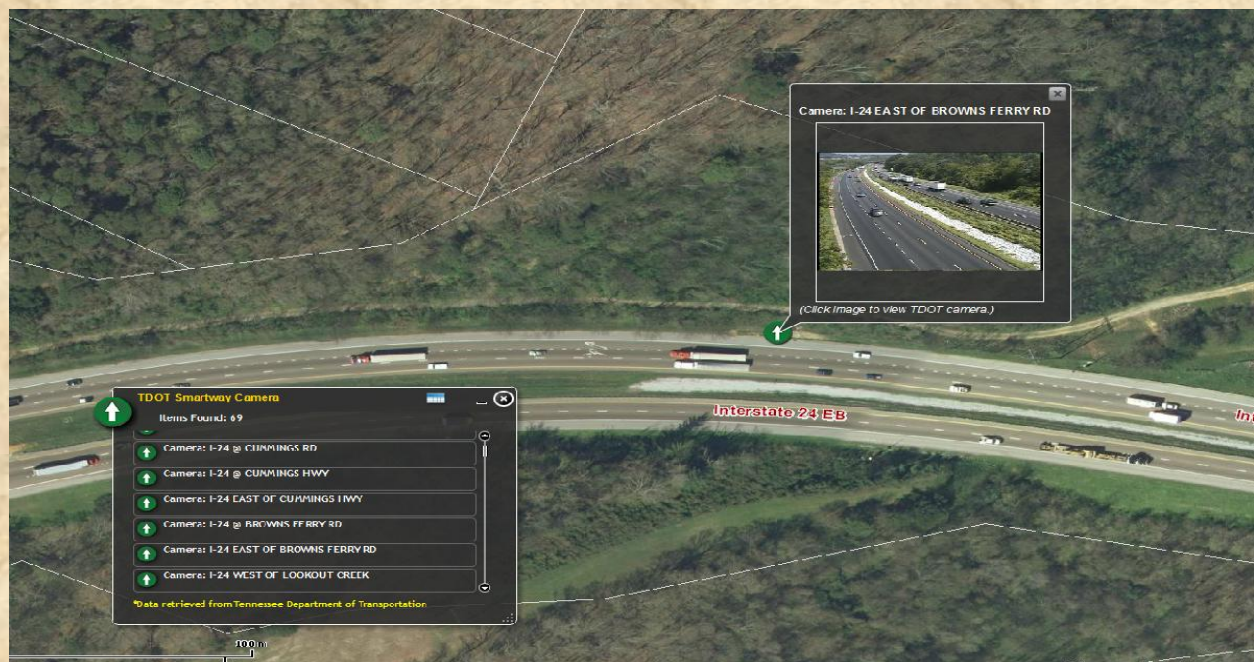 Camera: I-24 EAST OF BROWNS FERRY RD
(Click image to view TDOT camera.)
TDOT Smartway Camera
Items Found: 69
Camera: I-24 @ CUMMINGS RD
Camera: I-24 @ CUMMINGS HWY
Camera: I-24 EAST OF CUMMINGS HWY
Camera: I-24 @ BROWNS FERRY RD
Camera: I-24 EAST OF BROWNS FERRY RD
Camera: I-24 WEST OF LOOKOUT CREEK
*Data retrieved from Tennessee Department of Transportation
Interstate 24 EB
100 m